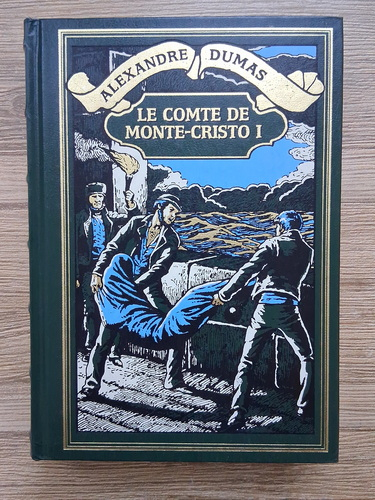 ALEXANDRE DUMAS
LE COMTE DE
MONTE-CRISTO I